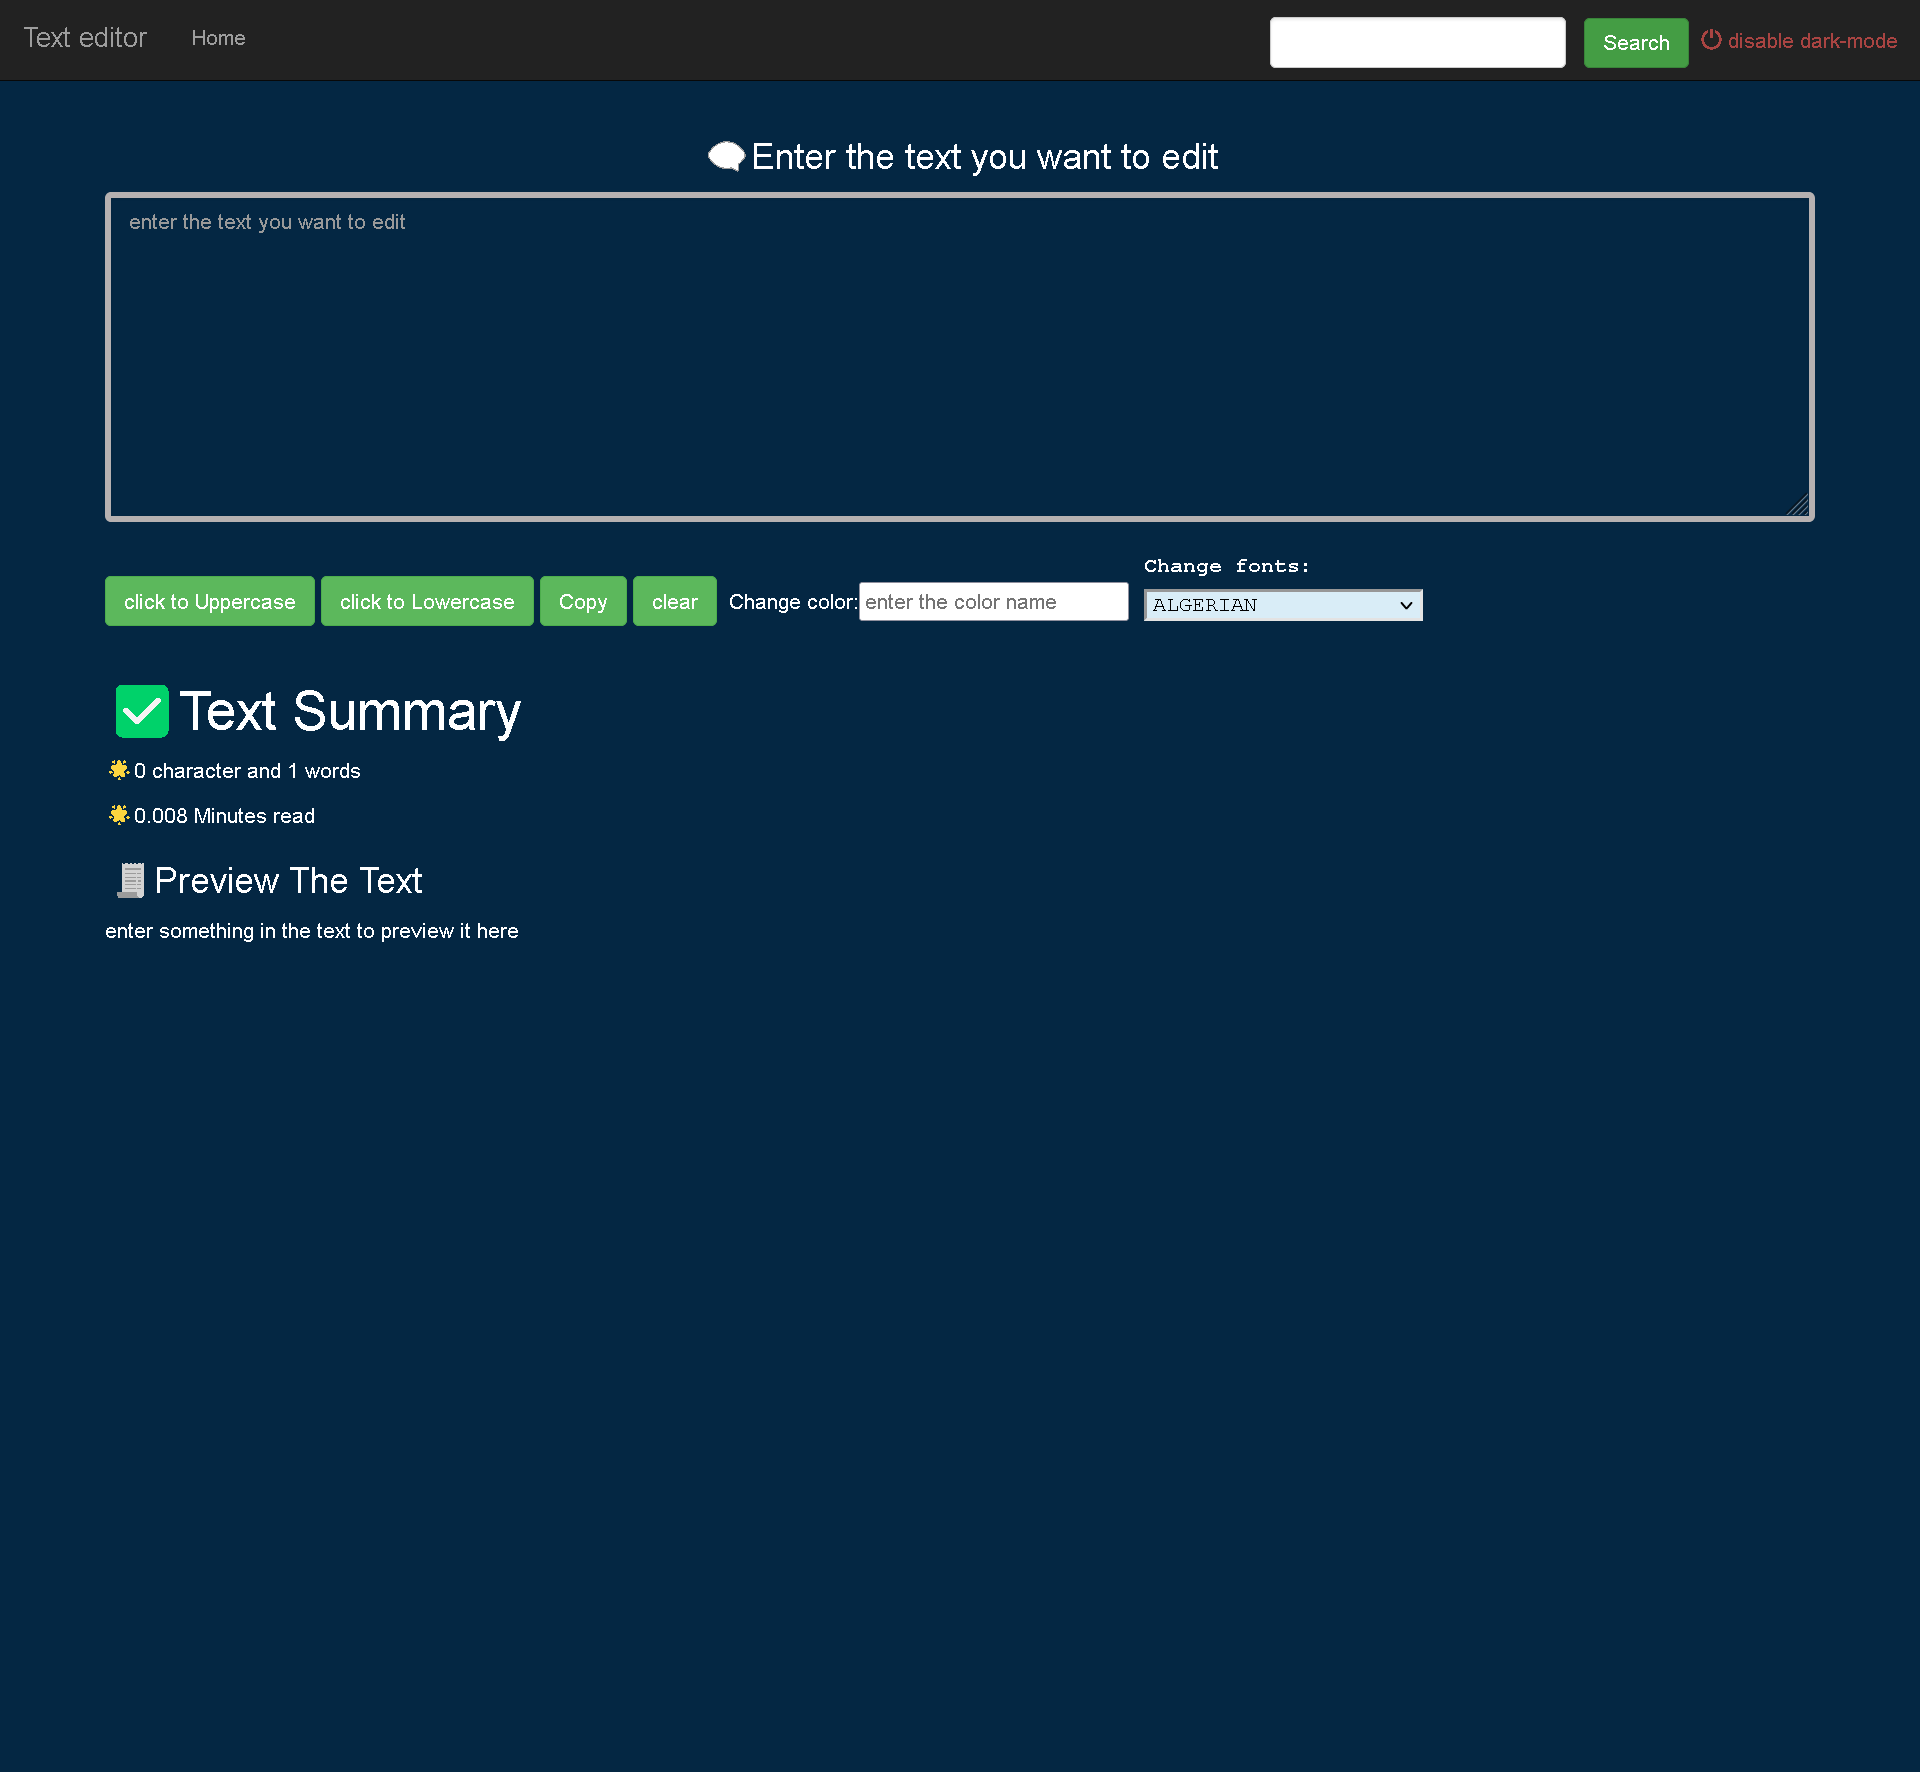 Text editor Home Search disable dark-mode
Enter the text you want to edit
enter the text you want to edit
Change fonts:
click to Uppercase click to Lowercase Copy clear Change color: enter the color name ALGERIAN
Text Summary
0 character and 1 words
0.008 Minutes read
Preview The Text
enter something in the text to preview it here